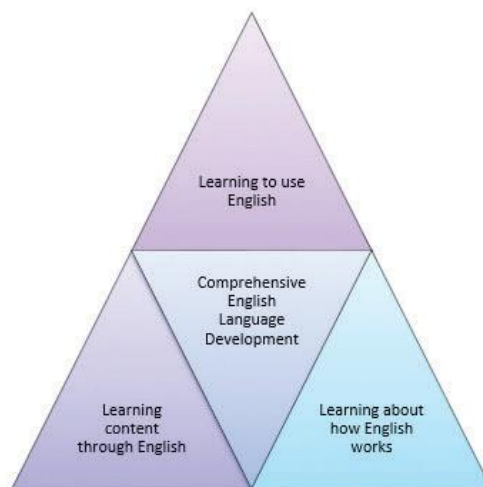 Learning to use
English
Comprehensive
English
Language
Development
Learning
content
through English
Learning about
how English
works